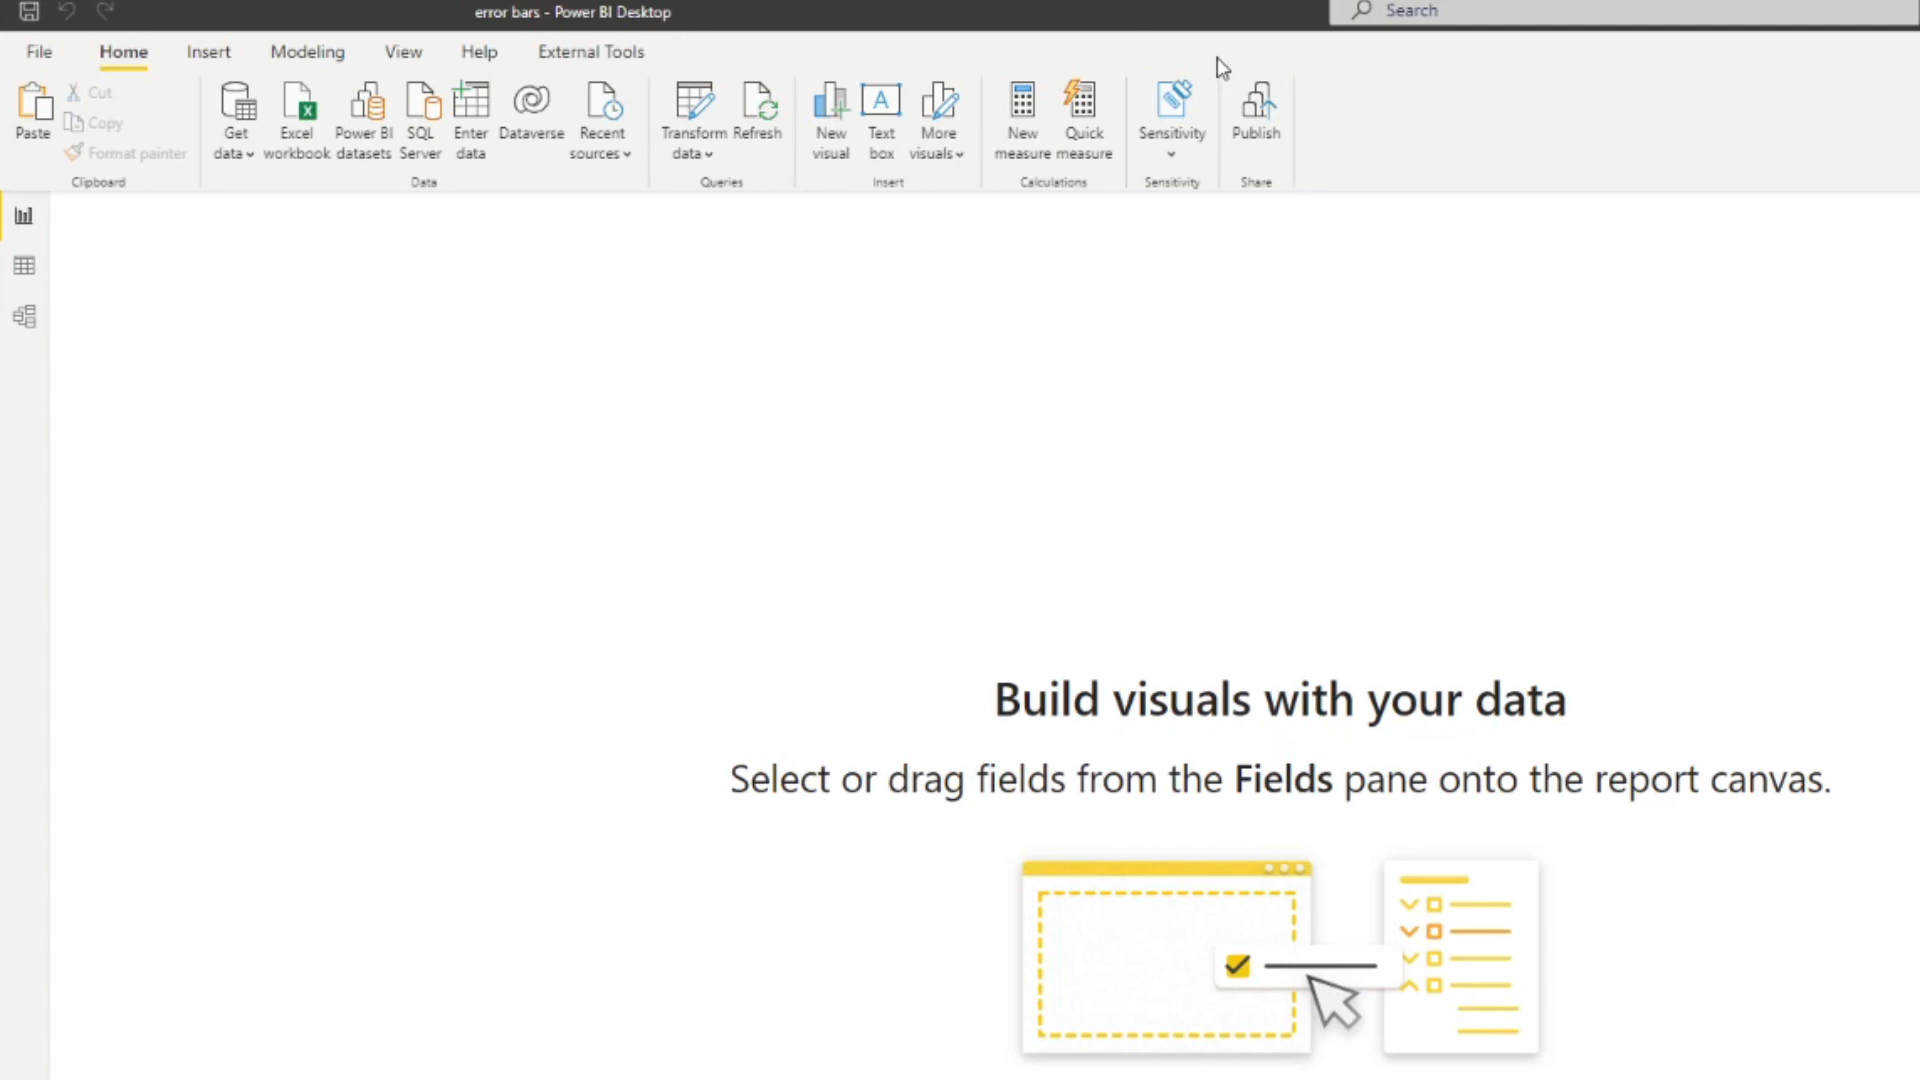 error bars - Power BI Desktop
Search
File Home Insert Modeling View Help External Tools
Paste
Cut
Copy
Format painter
Clipboard
Get data
Excel workbook
Power BI datasets
SQL Server
Enter data
Dataverse
Recent sources
Data
Transform data
Refresh
Queries
New visual
Text box
More visuals
Insert
New measure
Quick measure
Calculations
Sensitivity
Sensitivity
Publish
Share
Build visuals with your data
Select or drag fields from the Fields pane onto the report canvas.